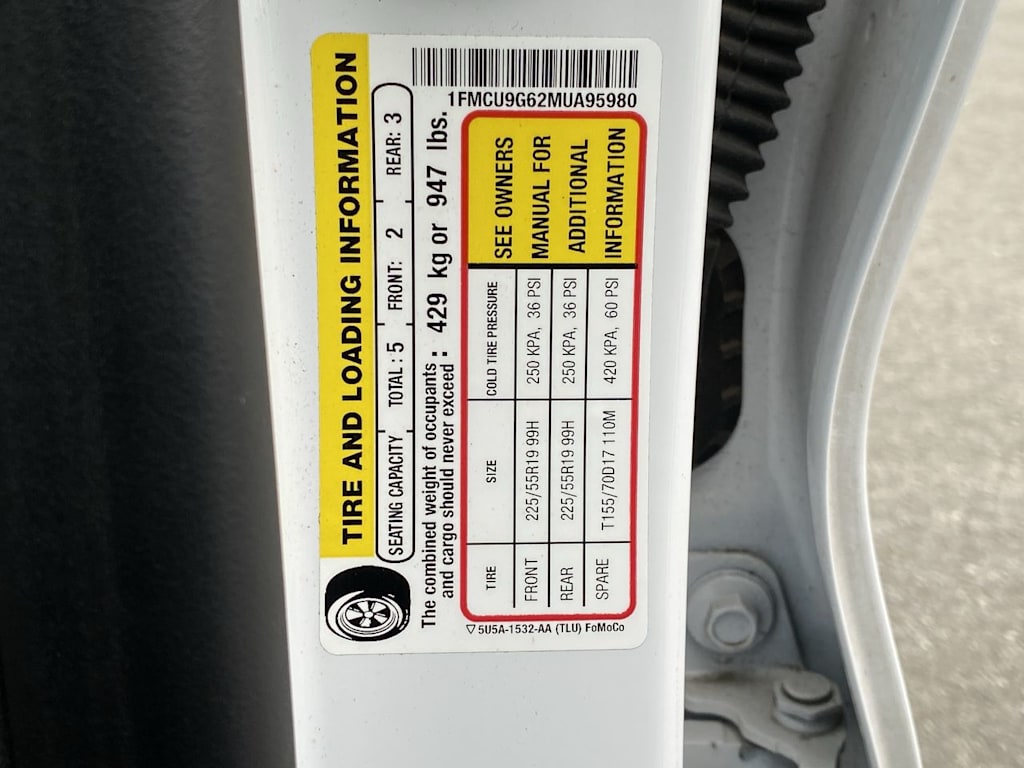 TIRE AND LOADING INFORMATION
SEATING CAPACITY TOTAL : 5 FRONT: 2 REAR: 3
The combined weight of occupants and cargo should never exceed : 429 kg or 947 lbs.
1FMCU9G62MUA95980
TIRE SIZE COLD TIRE PRESSURE
FRONT 225/55R19 99H 250 KPA, 36 PSI
REAR 225/55R19 99H 250 KPA, 36 PSI
SPARE T155/70D17 110M 420 KPA, 60 PSI
SEE OWNERS
MANUAL FOR
ADDITIONAL
INFORMATION
5U5A-1532-AA (TLU) FoMoCo